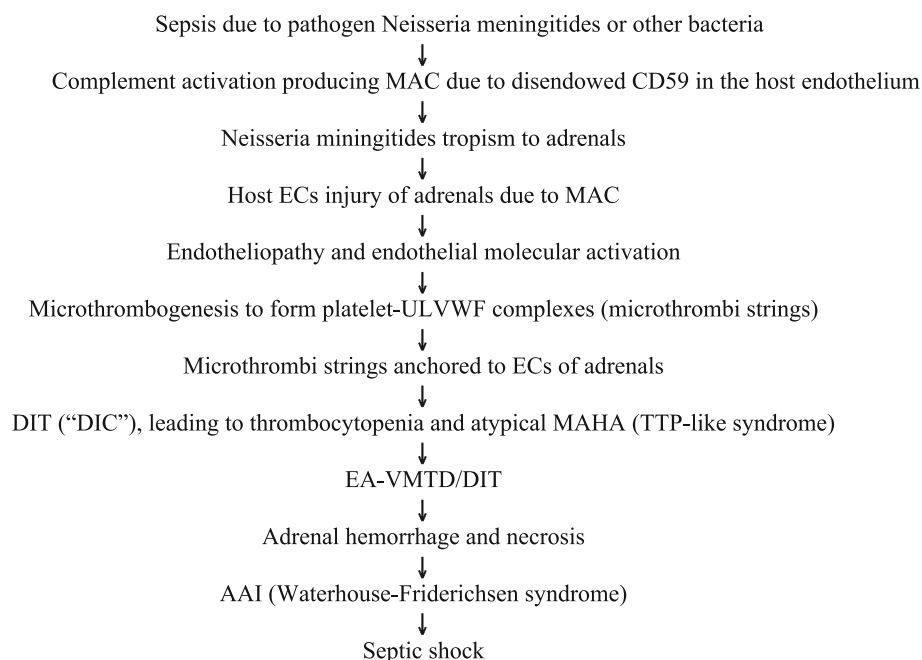 Sepsis due to pathogen Neisseria meningitides or other bacteria
Complement activation producing MAC due to disendowed CD59 in the host endothelium
Neisseria miningitides tropism to adrenals
Host ECs injury of adrenals due to MAC
Endotheliopathy and endothelial molecular activation
Microthrombogenesis to form platelet-ULVWF complexes (microthrombi strings)
Microthrombi strings anchored to ECs of adrenals
DIT (“DIC”), leading to thrombocytopenia and atypical MAHA (TTP-like syndrome)
EA-VMTD/DIT
Adrenal hemorrhage and necrosis
AAI (Waterhouse-Friderichsen syndrome)
Septic shock